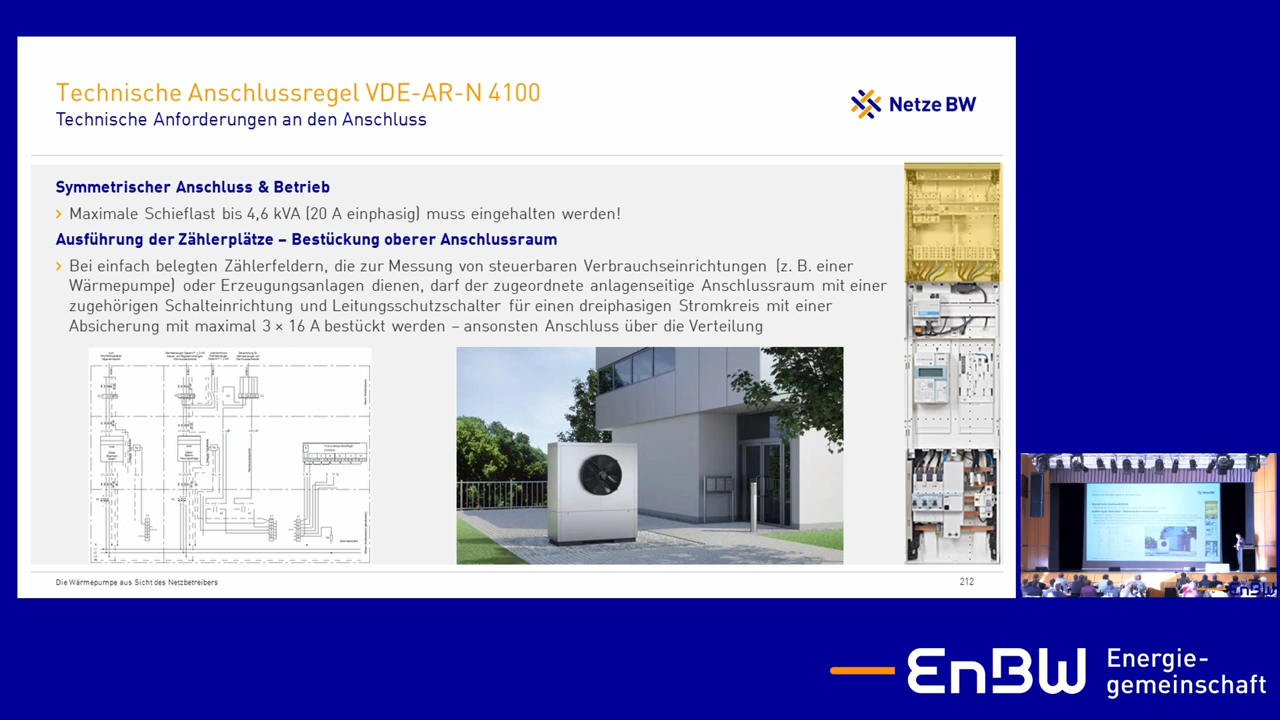 Technische Anschlussregel VDE-AR-N 4100
Technische Anforderungen an den Anschluss
Netze BW
Symmetrischer Anschluss & Betrieb
› Maximale Schieflast bis 4,6 kVA (20 A einphasig) muss eingehalten werden!
Ausführung der Zählerplätze – Bestückung oberer Anschlussraum
› Bei einfach belegten Zählerfeldern, die zur Messung von steuerbaren Verbrauchseinrichtungen (z. B. einer
Wärmepumpe) oder Erzeugungsanlagen dienen, darf der zugeordnete anlagenseitige Anschlussraum mit einer
zugehörigen Schalteinrichtung und Leitungsschutzschalter für einen dreiphasigen Stromkreis mit einer
Absicherung mit maximal 3 × 16 A bestückt werden – ansonsten Anschluss über die Verteilung
Die Wärmepumpe aus Sicht des Netzbetreibers
212
EnBW
EnBW
Energie-
gemeinschaft